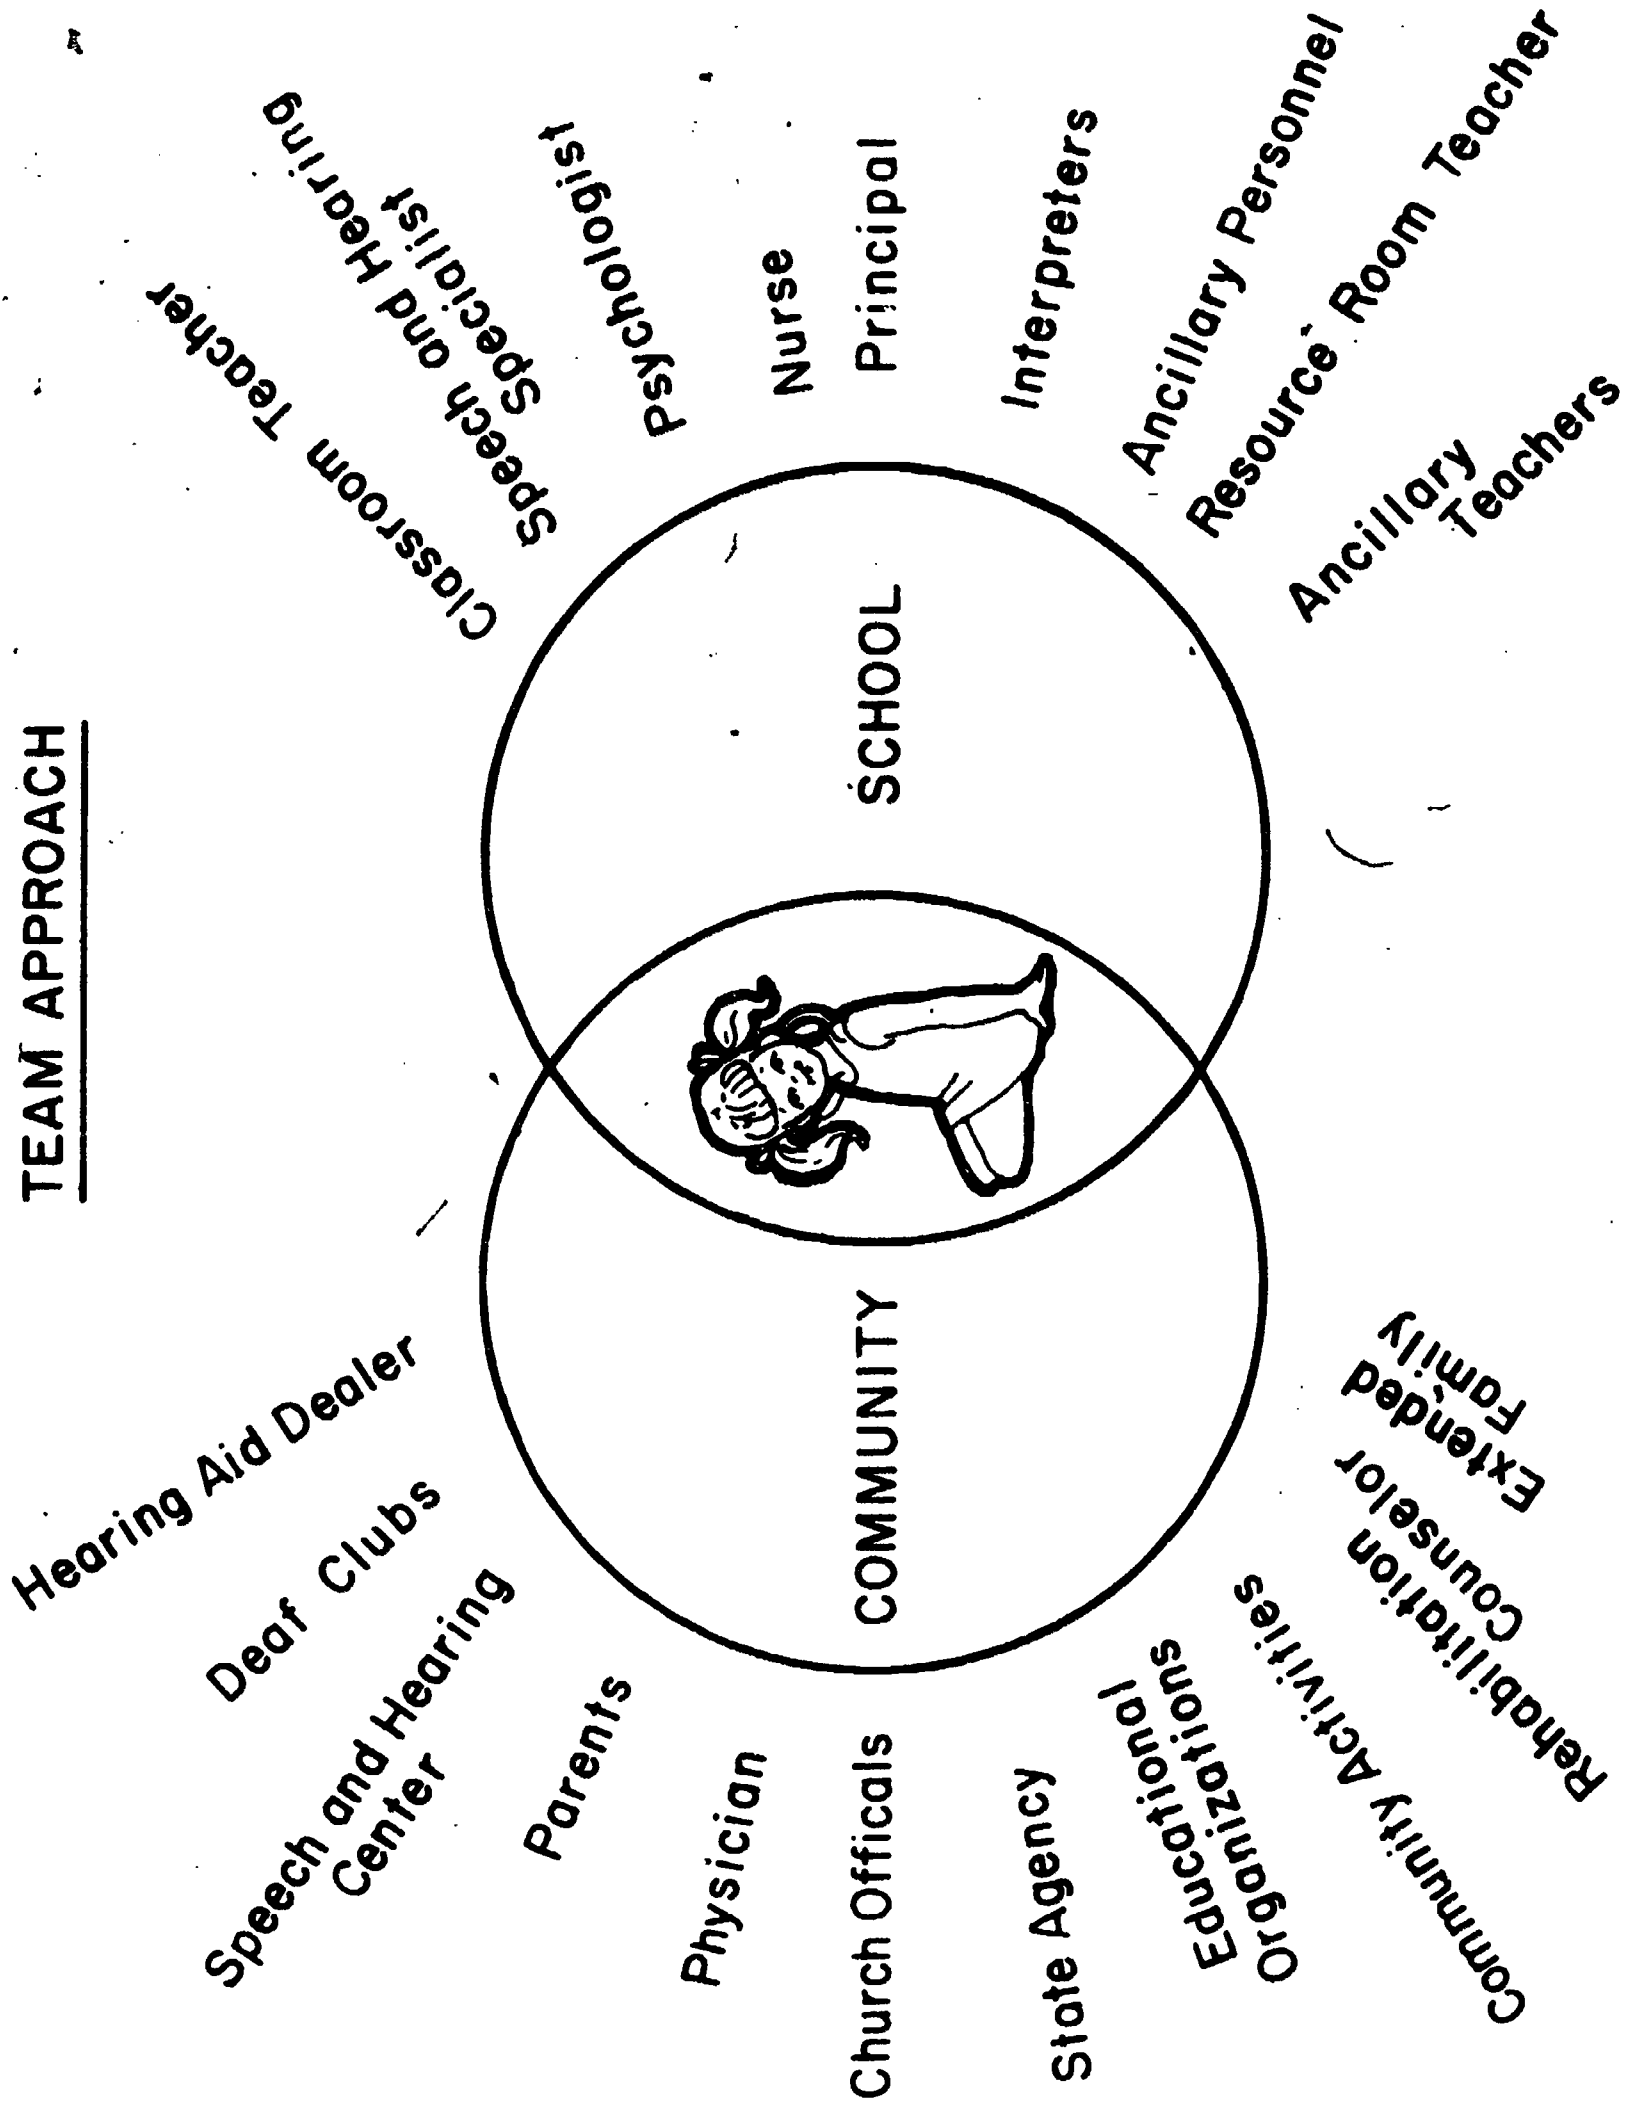 TEAM APPROACH
Hearing Aid Dealer
Deaf Clubs
Speech and Hearing
Center
Parents
Physician
Church Officals
State Agency
Educational
Organizations
Community Activities
Rehabilitation
Counselor
Extended
Family
COMMUNITY
SCHOOL
Classroom Teacher
Speech and Hearing
Specialist
Psychologist
Nurse
Principal
Interpreters
Ancillary Personnel
Resource Room Teacher
Ancillary
Teachers